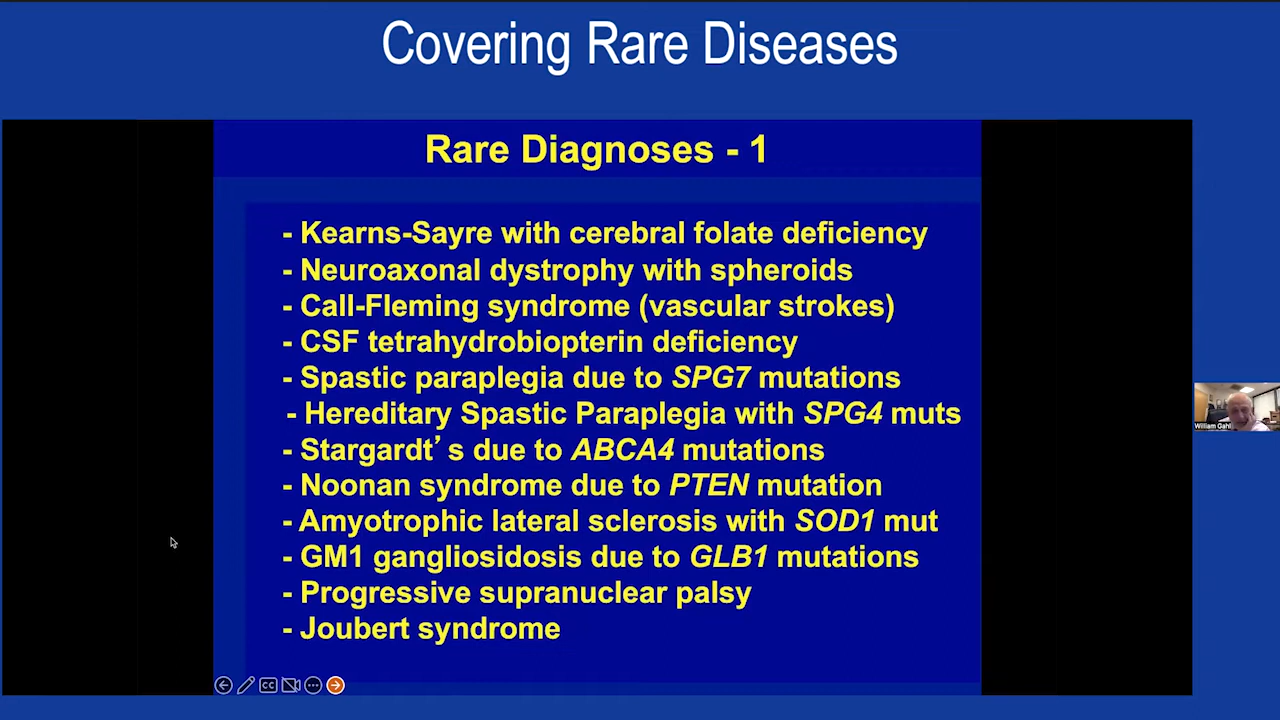 Covering Rare Diseases
Rare Diagnoses - 1
- Kearns-Sayre with cerebral folate deficiency
- Neuroaxonal dystrophy with spheroids
- Call-Fleming syndrome (vascular strokes)
- CSF tetrahydrobiopterin deficiency
- Spastic paraplegia due to SPG7 mutations
- Hereditary Spastic Paraplegia with SPG4 muts
- Stargardt’s due to ABCA4 mutations
- Noonan syndrome due to PTEN mutation
- Amyotrophic lateral sclerosis with SOD1 mut
- GM1 gangliosidosis due to GLB1 mutations
- Progressive supranuclear palsy
- Joubert syndrome
CC
William Gahl